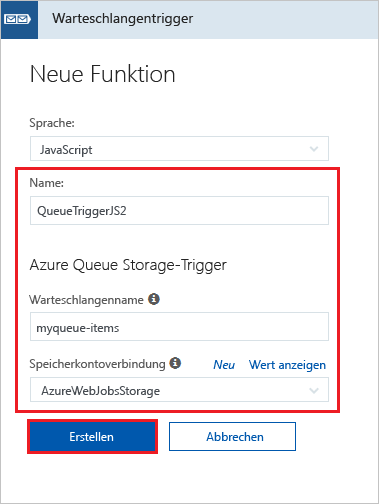 Warteschlangentrigger
Neue Funktion
Sprache:
JavaScript
Name:
QueueTriggerJS2
Azure Queue Storage-Trigger
Warteschlangenname
myqueue-items
Speicherkontoverbindung Neu Wert anzeigen
AzureWebJobsStorage
Erstellen Abbrechen